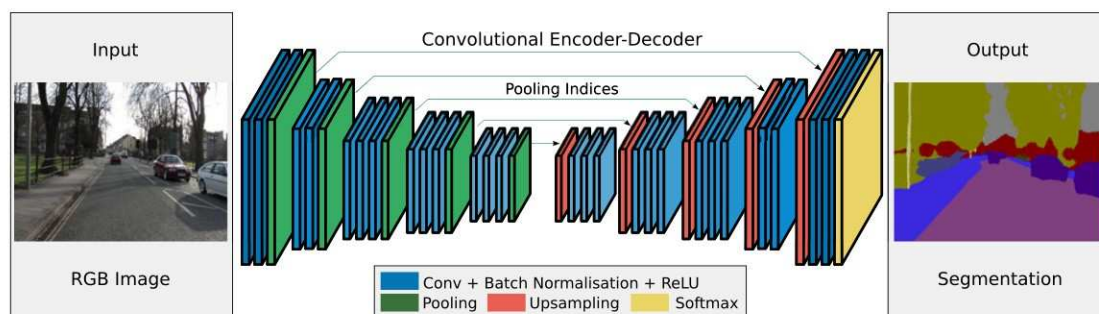 Input
RGB Image
Convolutional Encoder-Decoder
Pooling Indices
Conv + Batch Normalisation + ReLU
Pooling
Upsampling
Softmax
Output
Segmentation